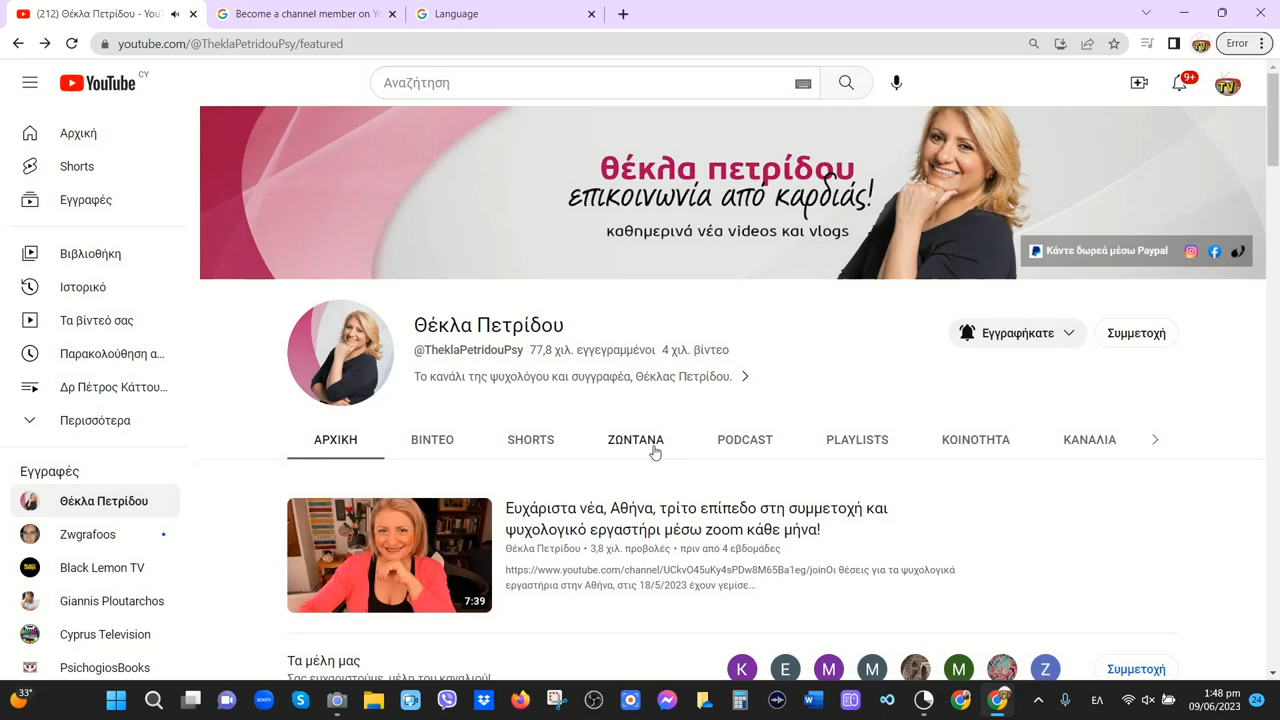 (212) Θέκλα Πετρίδου - You
Become a channel member on Yo
Language
youtube.com/@TheklaPetridouPsy/featured
Error
YouTube
CY
Αναζήτηση
9+
Αρχική
Shorts
Εγγραφές
Βιβλιοθήκη
Ιστορικό
Τα βίντεό σας
Παρακολούθηση α...
Δρ Πέτρος Κάττου...
Περισσότερα
Εγγραφές
Θέκλα Πετρίδου
Zwgrafoos
Black Lemon TV
Giannis Ploutarchos
Cyprus Television
PsichogiosBooks
θέκλα πετρίδου
επικοινωνία από καρδιάς!
καθημερινά νέα videos και vlogs
Κάντε δωρεά μέσω Paypal
Θέκλα Πετρίδου
@TheklaPetridouPsy 77,8 χιλ. εγγεγραμμένοι 4 χιλ. βίντεο
Το κανάλι της ψυχολόγου και συγγραφέα, Θέκλας Πετρίδου.
Εγγραφήκατε
Συμμετοχή
ΑΡΧΙΚΗ ΒΙΝΤΕΟ SHORTS ΖΩΝΤΑΝΑ PODCAST PLAYLISTS ΚΟΙΝΟΤΗΤΑ ΚΑΝΑΛΙΑ
7:39
Ευχάριστα νέα, Αθήνα, τρίτο επίπεδο στη συμμετοχή και
ψυχολογικό εργαστήρι μέσω zoom κάθε μήνα!
Θέκλα Πετρίδου • 3,8 χιλ. προβολές • πριν από 4 εβδομάδες
https://www.youtube.com/channel/UCkvO45uKy4sPDw8M65Ba1eg/joinΟι θέσεις για τα ψυχολογικά
εργαστήρια στην Αθήνα, στις 18/5/2023 έχουν γεμίσε...
Τα μέλη μας
Σας ευχαριστούμε, μέλη του καναλιού!
K E M M M Z
Συμμετοχή
33°
ΕΛ
1:48 pm
09/06/2023
24